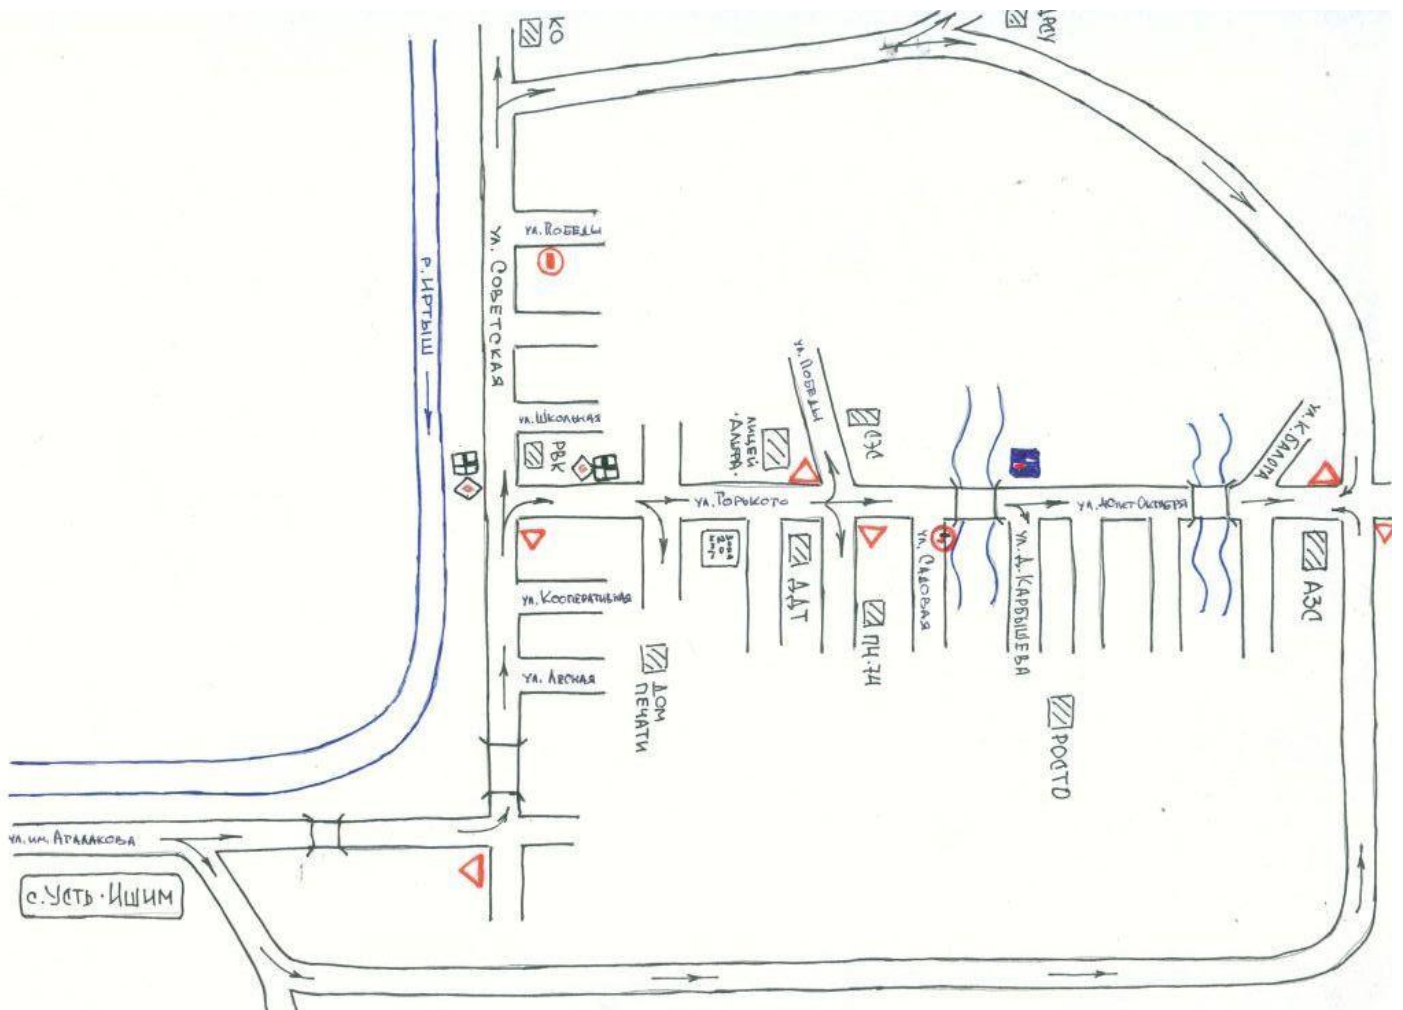 КО
ул. Победы
ул. Советская
р. Иртыш
ул. Школьная
РВК
лицей
"Альфа"
ул. Победы
СЭС
ул. К. Балога
ул. Горького
ул. 40 лет Октября
ул. Садовая
ул. Д. Карбышева
ДДТ
ПЧ-74
АЗС
ул. Кооперативная
ул. Лесная
ДОМ
ПЕЧАТИ
РОСТО
ул. им. Агалакова
с. Усть-Ишим